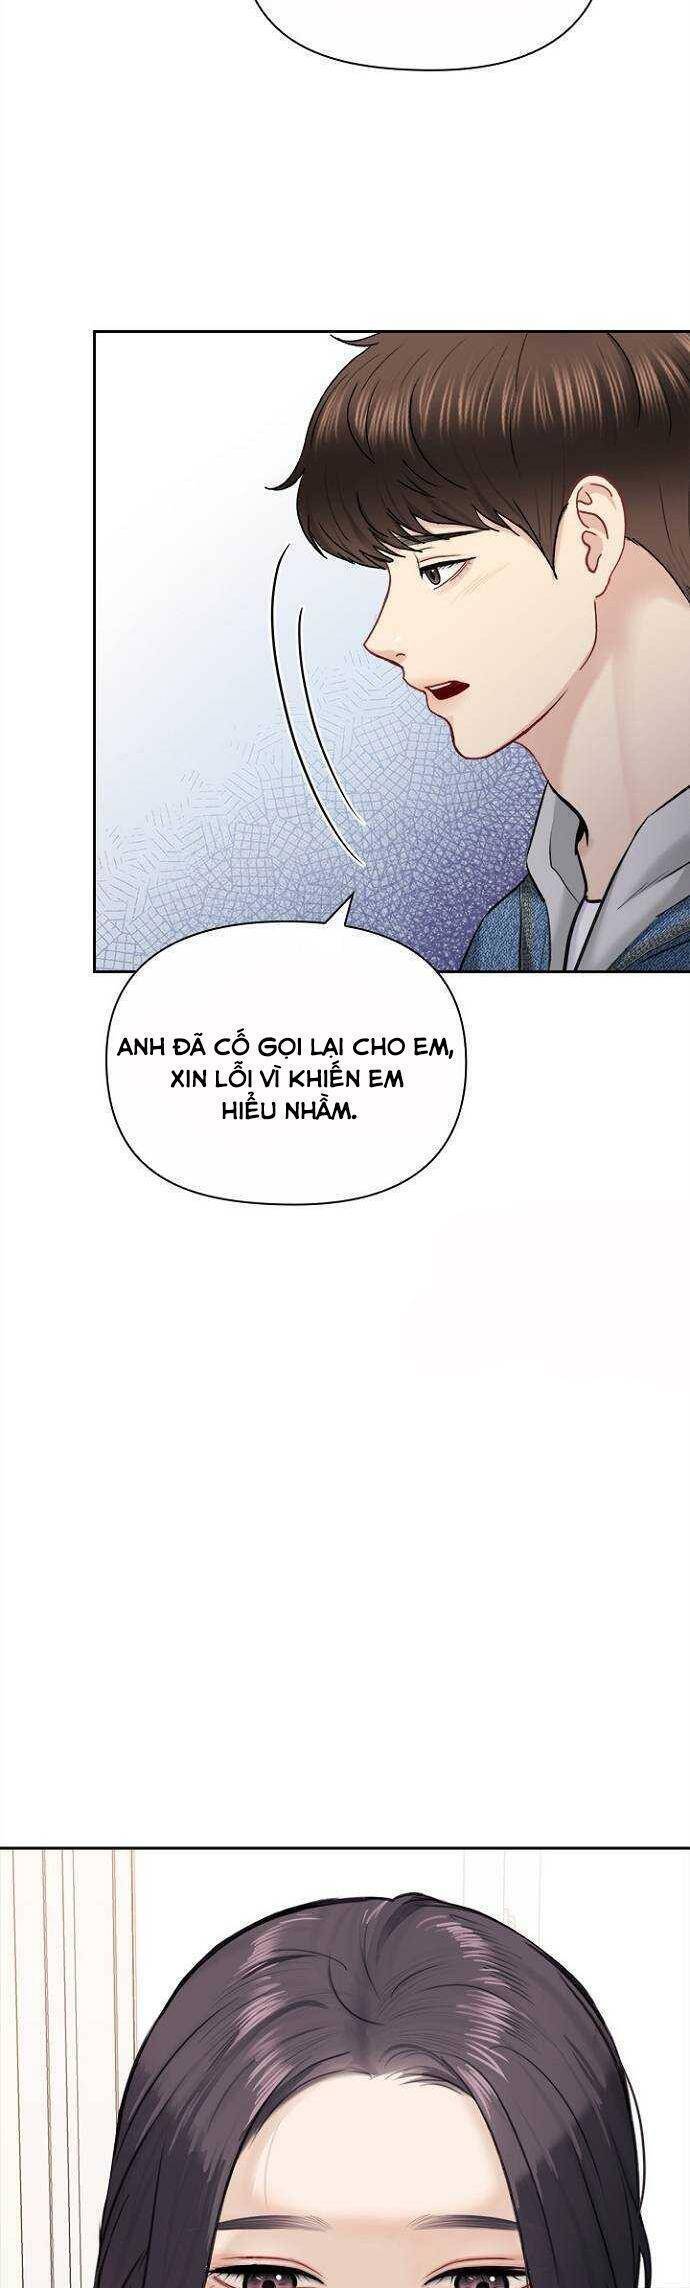 ANH ĐÃ CỐ GỌI LẠI CHO EM,
XIN LỖI VÌ KHIẾN EM
HIỂU NHẦM.